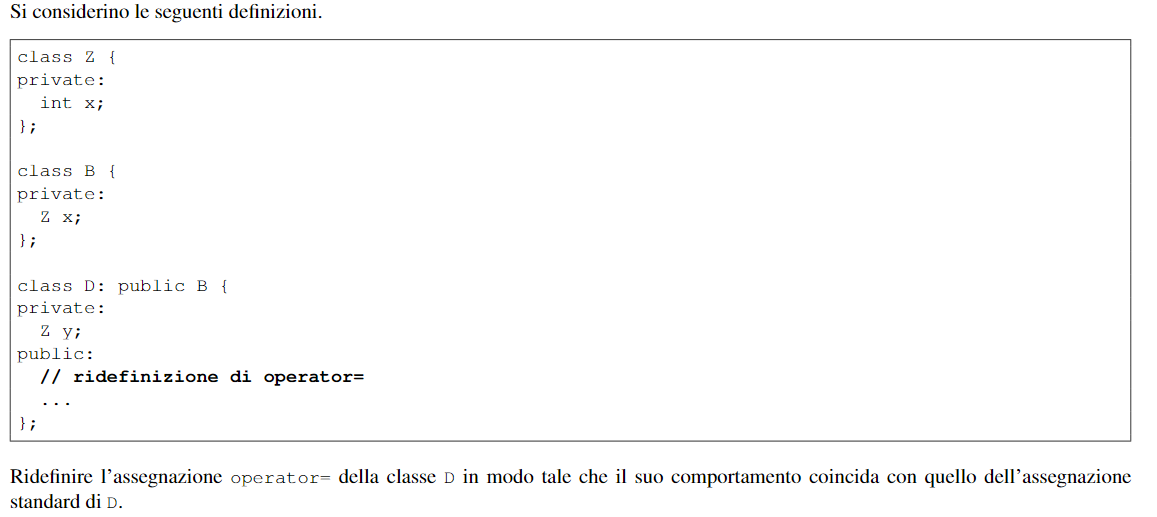 Si considerino le seguenti definizioni.
class Z {
private:
  int x;
};
class B {
private:
  Z x;
};
class D: public B {
private:
  Z y;
public:
  // ridefinizione di operator=
  ...
};
Ridefinire l'assegnazione operator= della classe D in modo tale che il suo comportamento coincida con quello dell'assegnazione
standard di D.